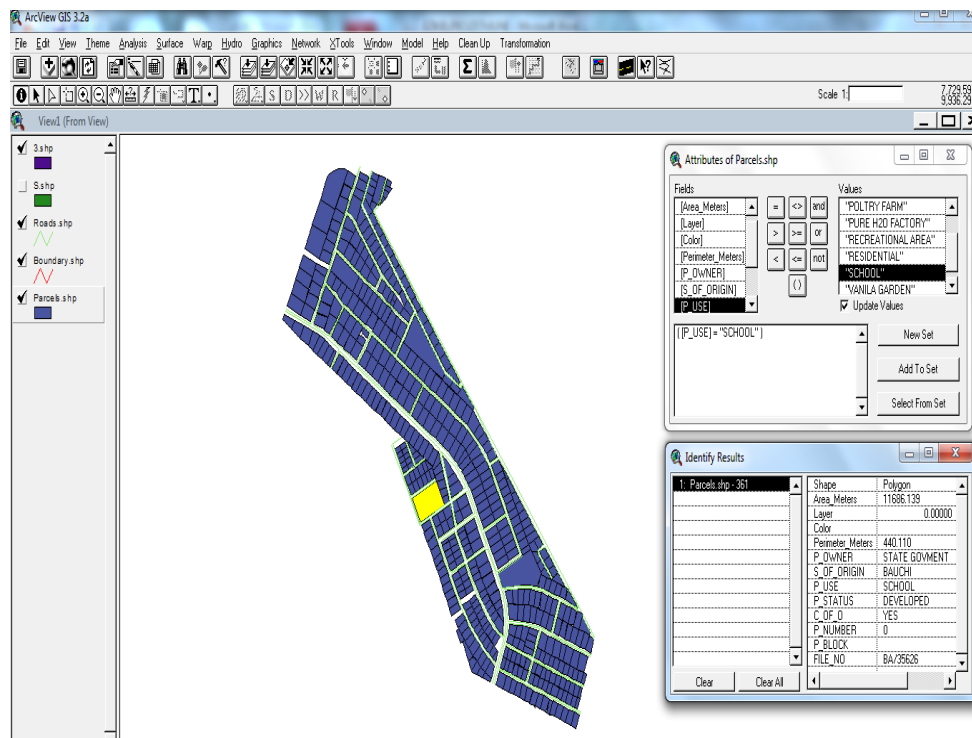 ArcView GIS 3.2a
File Edit View Theme Analysis Surface Warp Hydro Graphics Network XTools Window Model Help Clean Up Transformation
Scale 1:
7,729.59
9,936.29
View1 (From View)
3.shp
S.shp
Roads.shp
Boundary.shp
Parcels.shp
Attributes of Parcels.shp
Fields
Values
[Area_Meters]
[Layer]
[Color]
[Perimeter_Meters]
[P_OWNER]
[S_OF_ORIGIN]
[P_USE]
= <> and
> >= or
< <= not
( )
"POLTRY FARM"
"PURE H2O FACTORY"
"RECREATIONAL AREA"
"RESIDENTIAL"
"SCHOOL"
"VANILA GARDEN"
Update Values
( [P_USE] = "SCHOOL" )
New Set
Add To Set
Select From Set
Identify Results
1: Parcels.shp - 361
Shape Polygon
Area_Meters 11686.139
Layer 0.00000
Color
Perimeter_Meters 440.110
P_OWNER STATE GOVMENT
S_OF_ORIGIN BAUCHI
P_USE SCHOOL
P_STATUS DEVELOPED
C_OF_O YES
P_NUMBER 0
P_BLOCK
FILE_NO BA/35626
Clear
Clear All